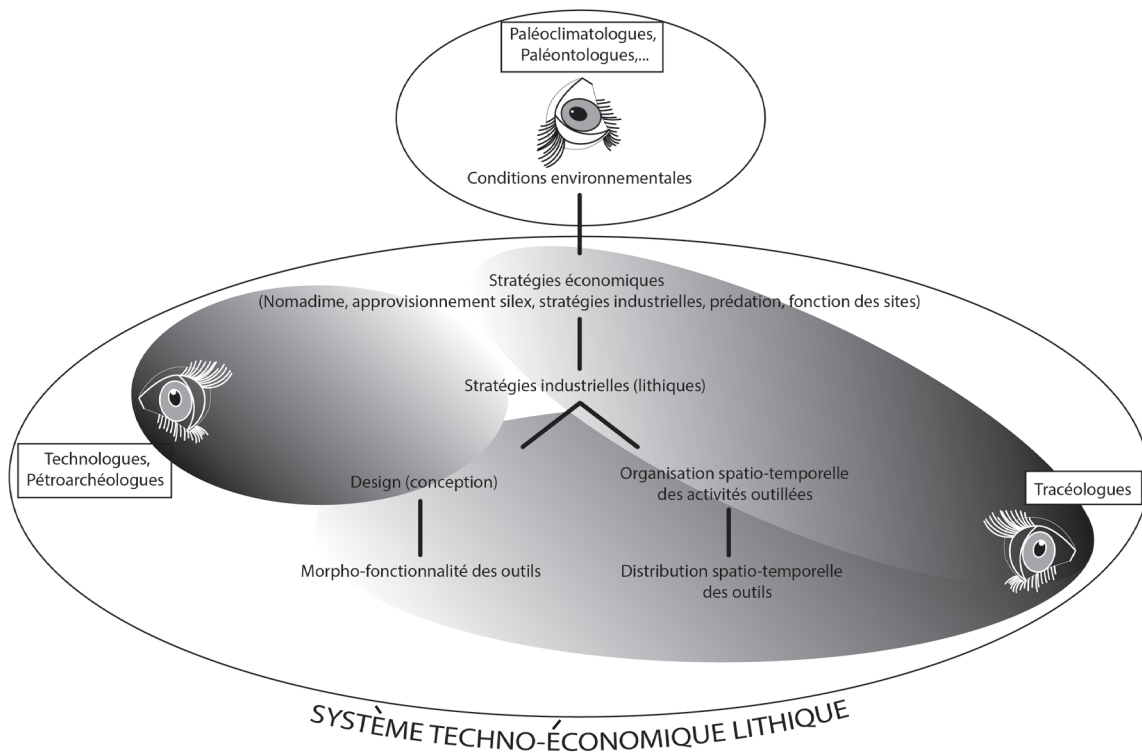 Paléoclimatologues,
Paléontologues,...
Conditions environnementales
Stratégies économiques
(Nomadime, approvisionnement silex, stratégies industrielles, prédation, fonction des sites)
Stratégies industrielles (lithiques)
Technologues,
Pétroarchéologues
Design (conception)
Organisation spatio-temporelle
des activités outillées
Tracéologues
Morpho-fonctionnalité des outils
Distribution spatio-temporelle
des outils
SYSTÈME TECHNO-ÉCONOMIQUE LITHIQUE